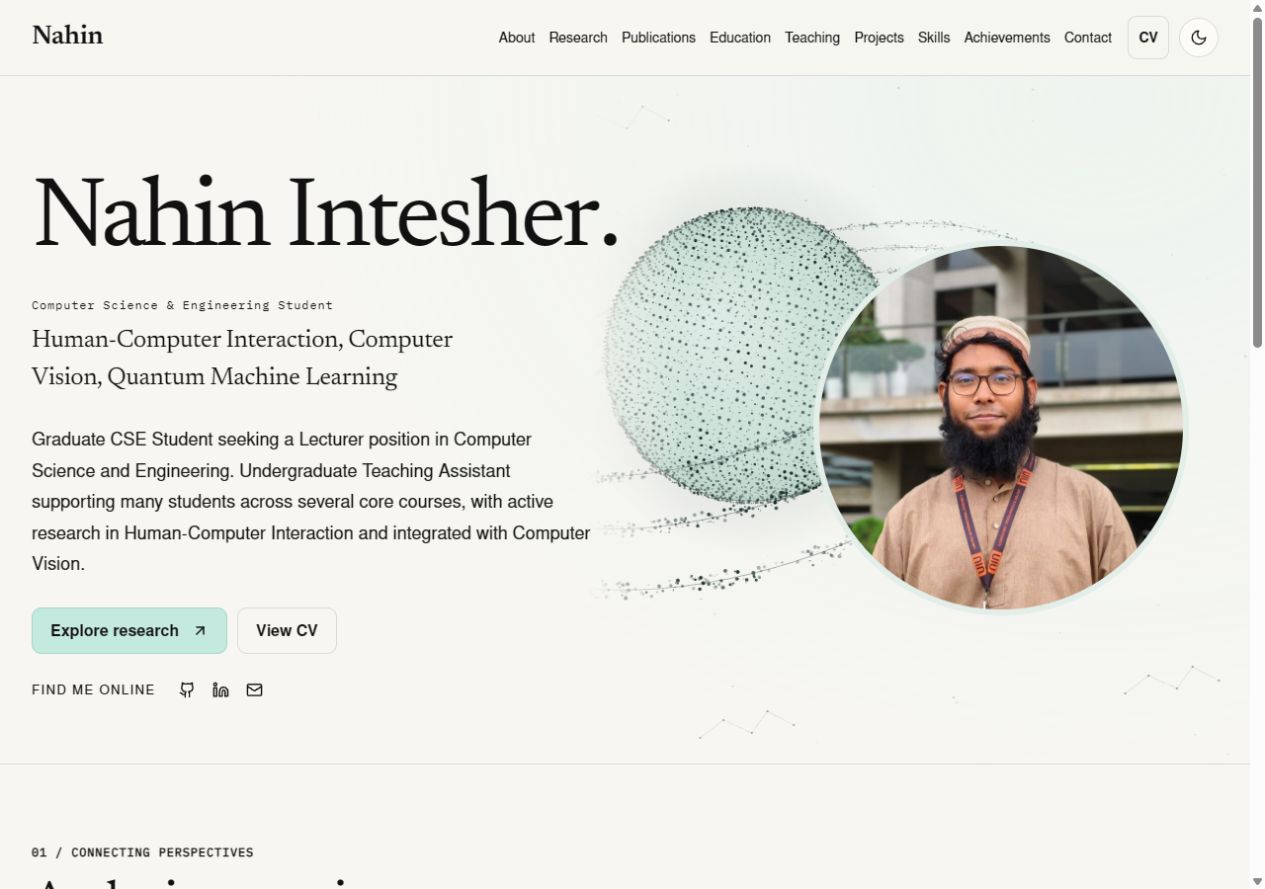 Nahin
About Research Publications Education Teaching Projects Skills Achievements Contact CV
Nahin Intesher.
Computer Science & Engineering Student
Human-Computer Interaction, Computer
Vision, Quantum Machine Learning
Graduate CSE Student seeking a Lecturer position in Computer
Science and Engineering. Undergraduate Teaching Assistant
supporting many students across several core courses, with active
research in Human-Computer Interaction and integrated with Computer
Vision.
Explore research View CV
FIND ME ONLINE
01 / CONNECTING PERSPECTIVES